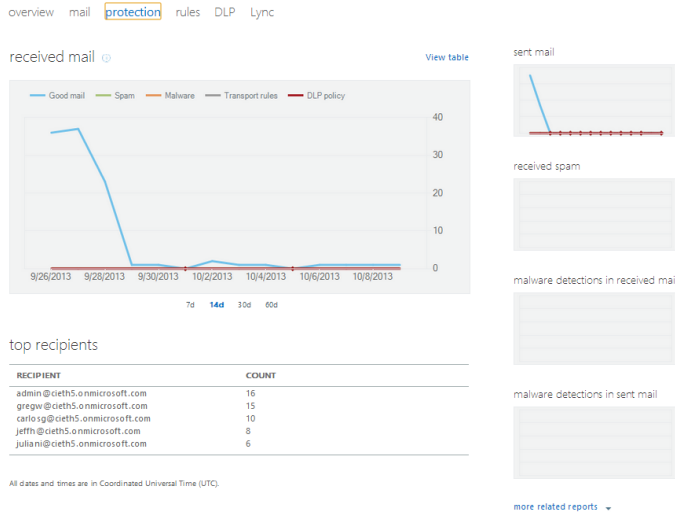 overview mail protection rules DLP Lync
received mail
View table
Good mail Spam Malware Transport rules DLP policy
40
30
20
10
0
9/26/2013 9/28/2013 9/30/2013 10/2/2013 10/4/2013 10/6/2013 10/8/2013
7d 14d 30d 60d
top recipients
RECIPIENT COUNT
admin@cieth5.onmicrosoft.com 16
gregw@cieth5.onmicrosoft.com 15
carlosg@cieth5.onmicrosoft.com 10
jeffh@cieth5.onmicrosoft.com 8
juliani@cieth5.onmicrosoft.com 6
All dates and times are in Coordinated Universal Time (UTC).
sent mail
received spam
malware detections in received mail
malware detections in sent mail
more related reports